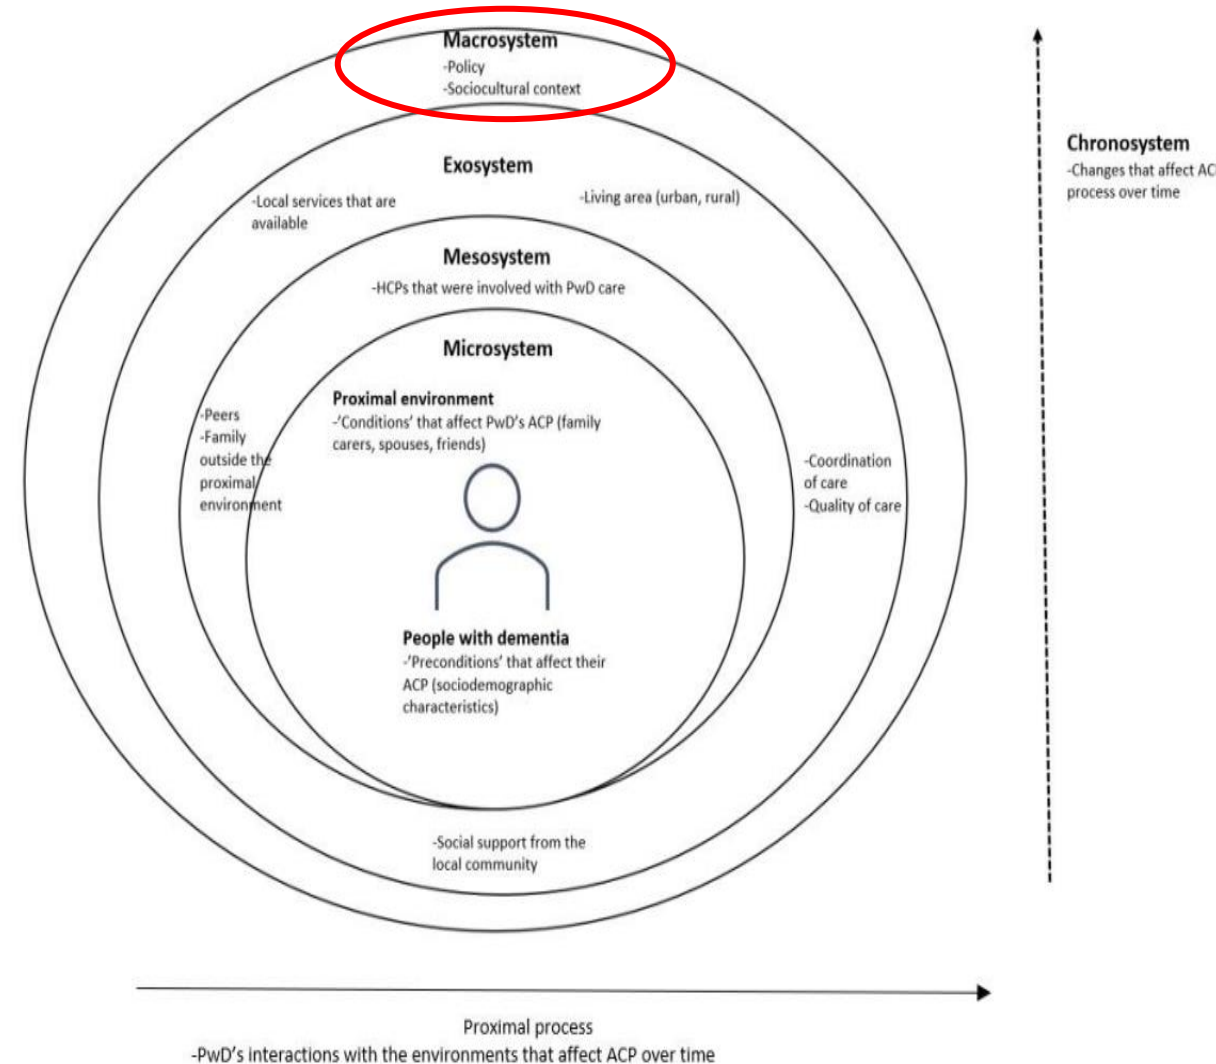 Macrosystem
-Policy
-Sociocultural context
Exosystem
-Local services that are
available
-Living area (urban, rural)
Mesosystem
-HCPs that were involved with PwD care
Microsystem
Proximal environment
-'Conditions' that affect PwD's ACP (family
carers, spouses, friends)
-Peers
-Family
outside the
proximal
environment
-Coordination
of care
-Quality of care
People with dementia
-'Preconditions' that affect their
ACP (sociodemographic
characteristics)
-Social support from the
local community
Chronosystem
-Changes that affect AC
process over time
Proximal process
-PwD's interactions with the environments that affect ACP over time